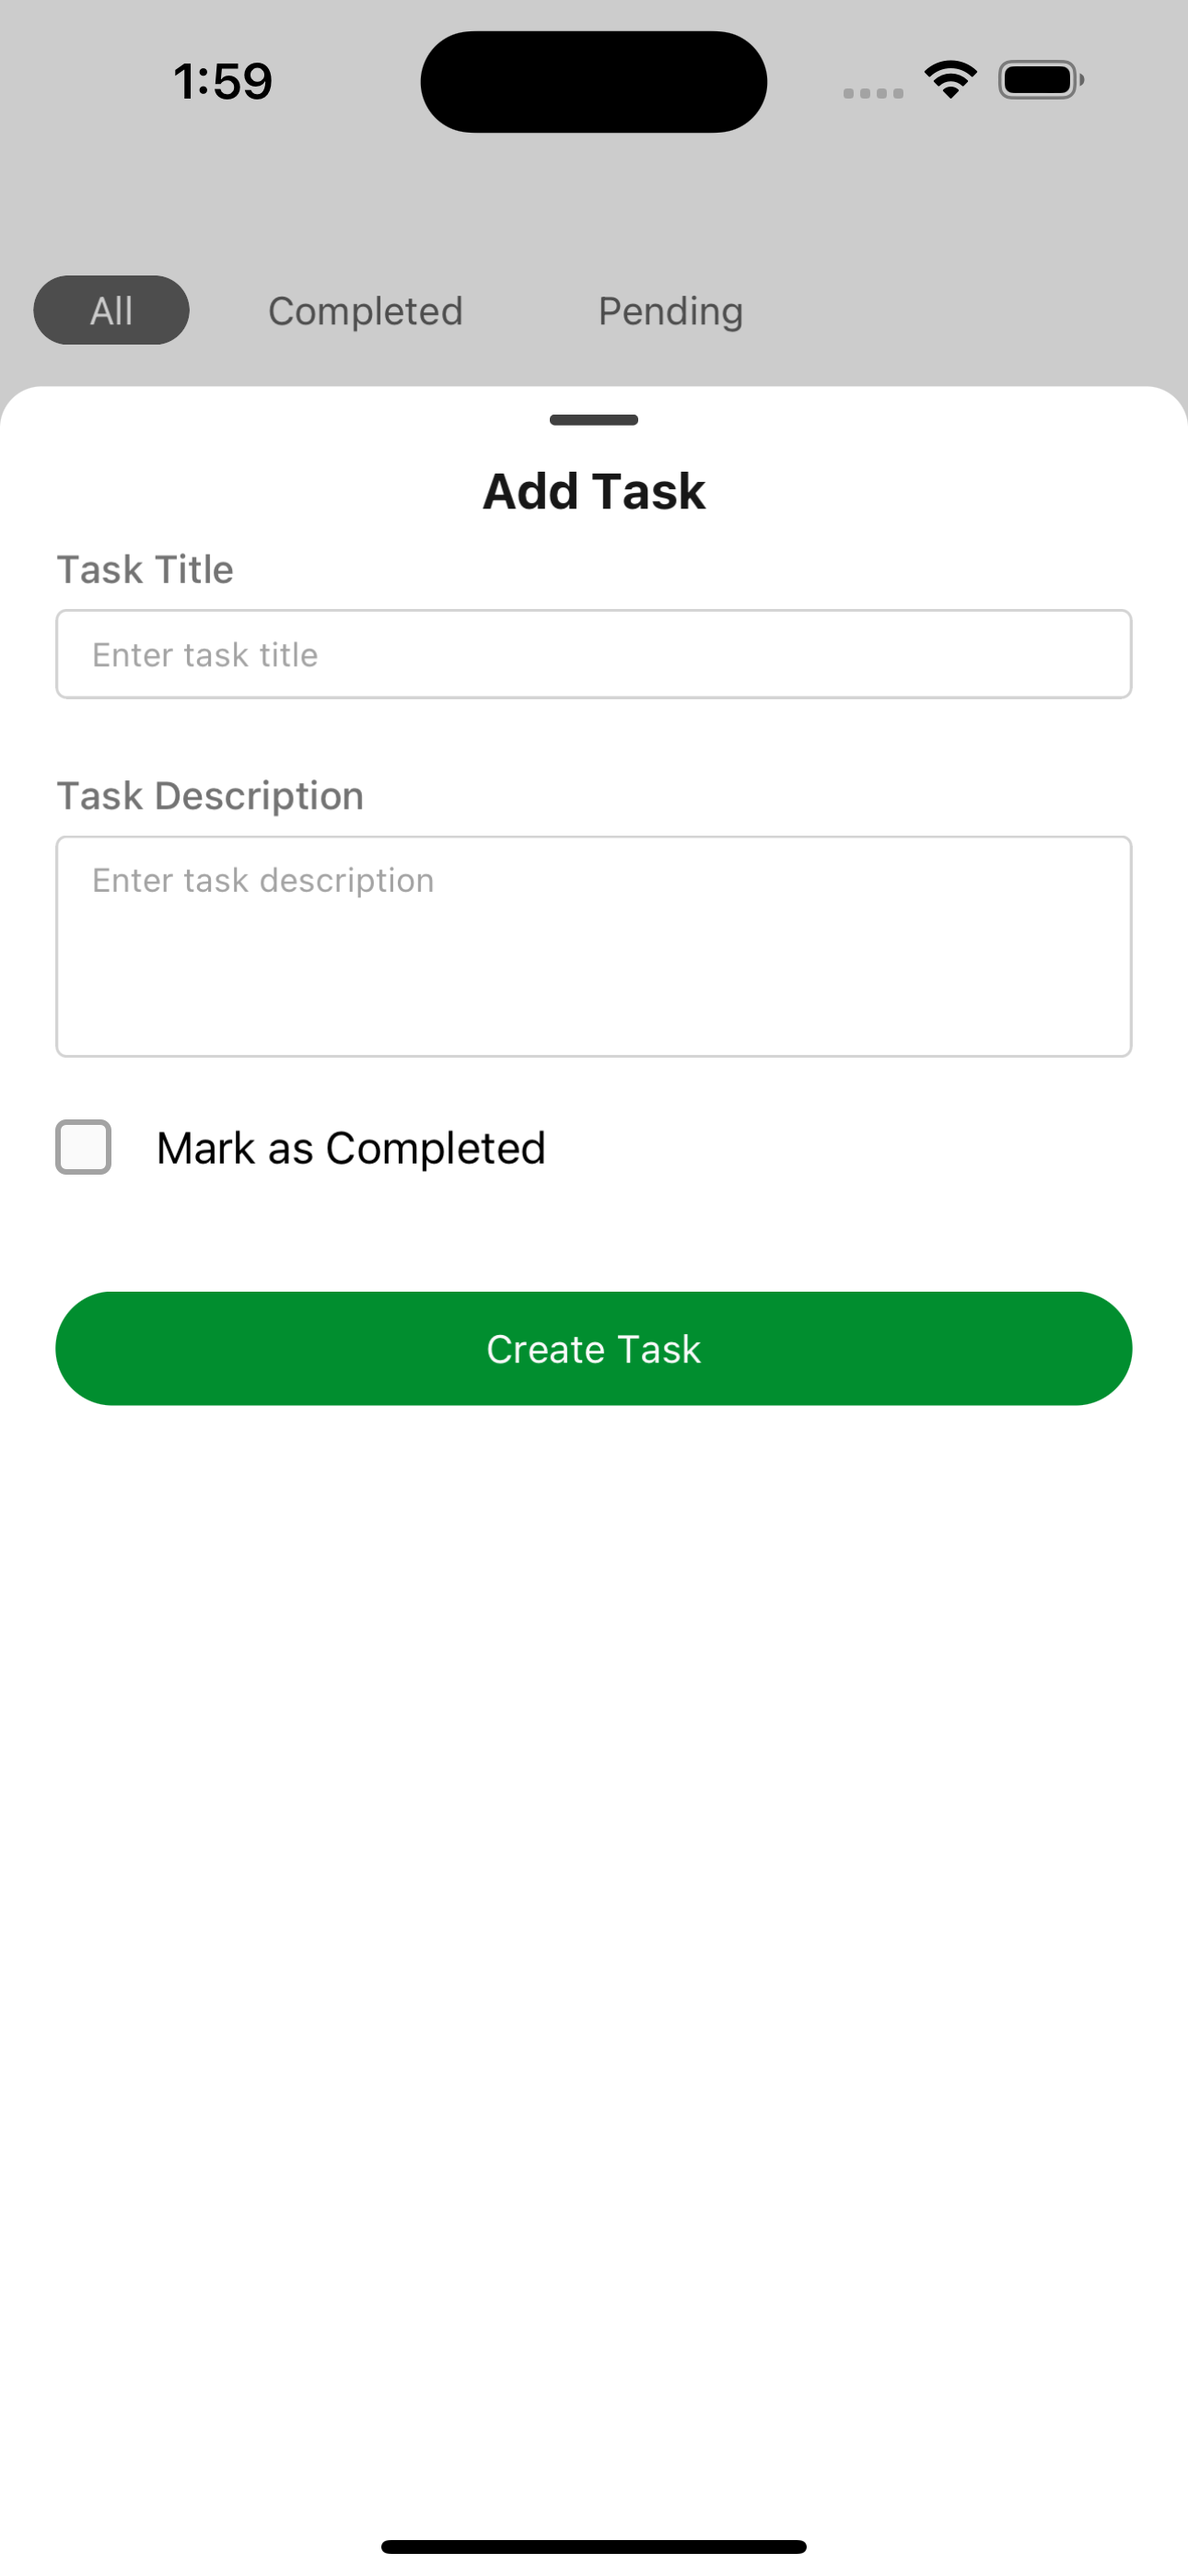 1:59
All Completed Pending
Add Task
Task Title
Enter task title
Task Description
Enter task description
Mark as Completed
Create Task